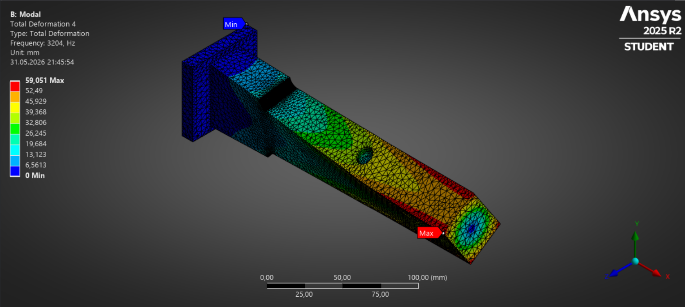 B: Modal
Total Deformation 4
Type: Total Deformation
Frequency: 3204, Hz
Unit: mm
31.05.2026 21:45:54
59,051 Max
52,49
45,929
39,368
32,806
26,245
19,684
13,123
6,5613
0 Min
Min
Max
Ansys
2025 R2
STUDENT
0,00 50,00 100,00 (mm)
25,00 75,00
Y
X